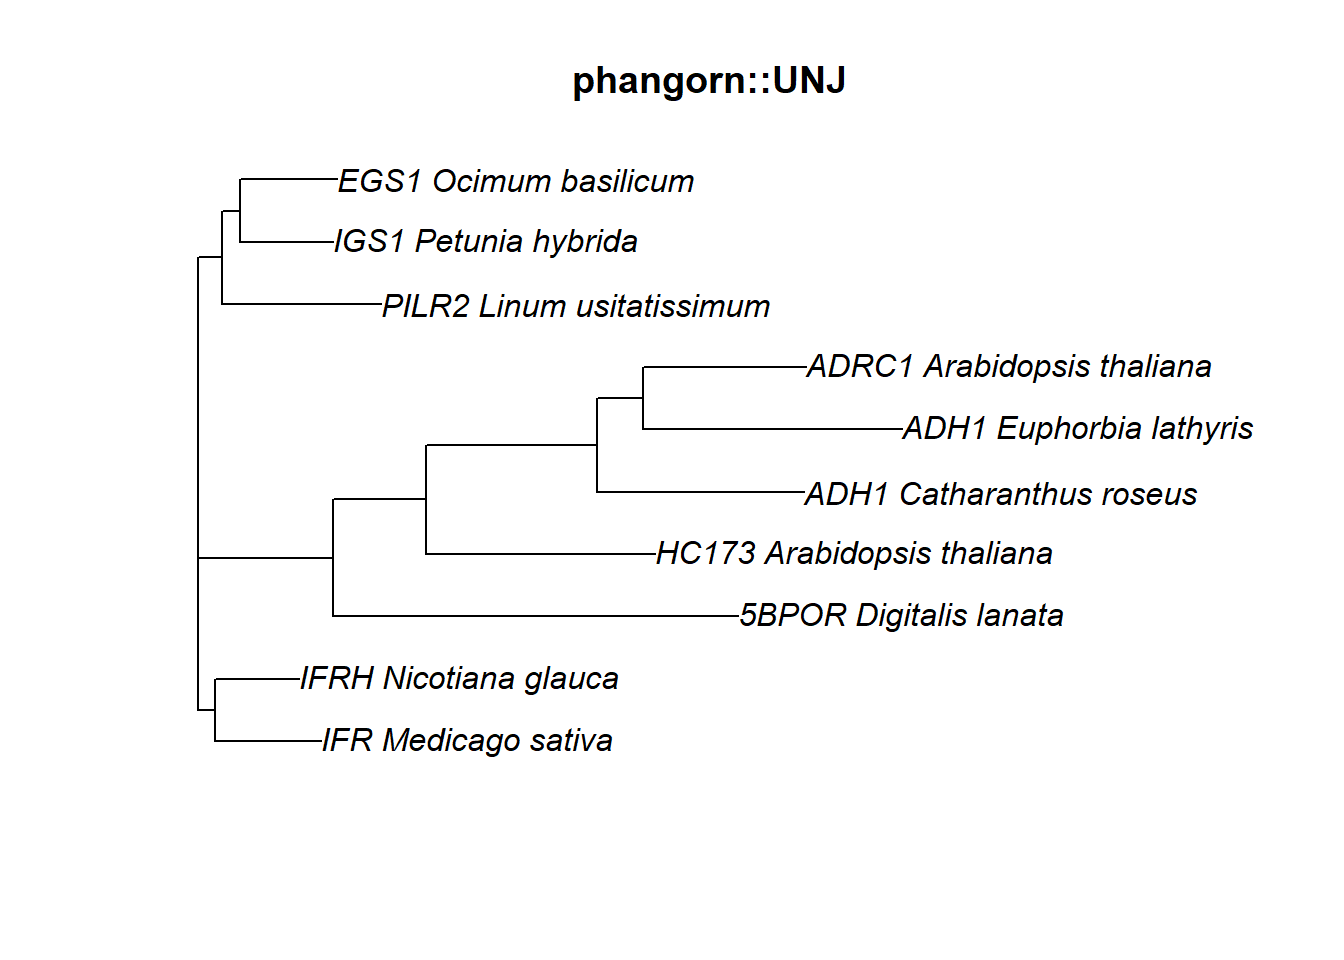 phangorn::UNJ
EGS1 Ocimum basilicum
IGS1 Petunia hybrida
PILR2 Linum usitatissimum
ADRC1 Arabidopsis thaliana
ADH1 Euphorbia lathyris
ADH1 Catharanthus roseus
HC173 Arabidopsis thaliana
5BPOR Digitalis lanata
IFRH Nicotiana glauca
IFR Medicago sativa